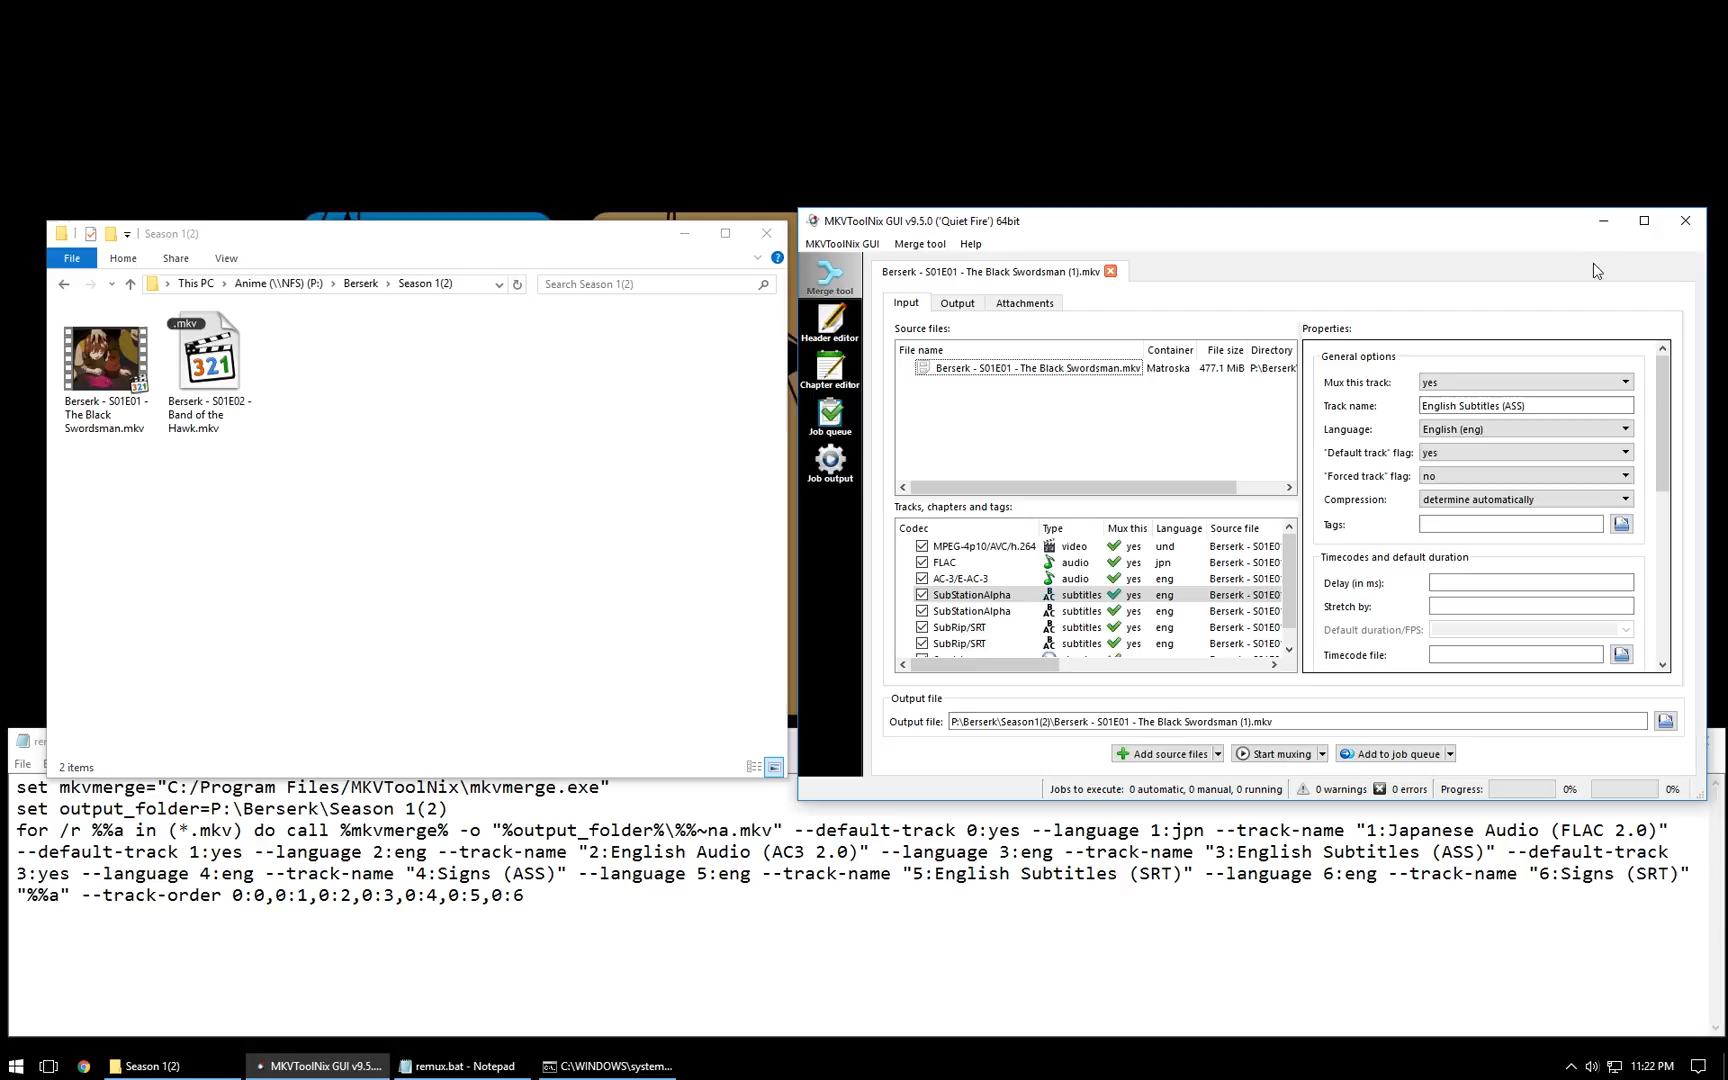 Season 1(2)
File Home Share View
This PC Anime (\\NFS) (P:) Berserk Season 1(2)
Search Season 1(2)
.mkv
321
Berserk - S01E01 -
The Black
Swordsman.mkv
Berserk - S01E02 -
Band of the
Hawk.mkv
2 items
MKVToolNix GUI v9.5.0 ('Quiet Fire') 64bit
MKVToolNix GUI Merge tool Help
Merge tool
Header editor
Chapter editor
Job queue
Job output
Berserk - S01E01 - The Black Swordsman (1).mkv
Input Output Attachments
Source files:
File name Container File size Directory
Berserk - S01E01 - The Black Swordsman.mkv Matroska 477.1 MiB P:\Berserk\
Tracks, chapters and tags:
Codec Type Mux this Language Source file
MPEG-4p10/AVC/h.264 video yes und Berserk - S01E0
FLAC audio yes jpn Berserk - S01E0
AC-3/E-AC-3 audio yes eng Berserk - S01E0
SubStationAlpha subtitles yes eng Berserk - S01E0
SubStationAlpha subtitles yes eng Berserk - S01E0
SubRip/SRT subtitles yes eng Berserk - S01E0
SubRip/SRT subtitles yes eng Berserk - S01E0
Properties:
General options
Mux this track: yes
Track name: English Subtitles (ASS)
Language: English (eng)
"Default track" flag: yes
"Forced track" flag: no
Compression: determine automatically
Tags:
Timecodes and default duration
Delay (in ms):
Stretch by:
Default duration/FPS:
Timecode file:
Output file
Output file: P:\Berserk\Season1(2)\Berserk - S01E01 - The Black Swordsman (1).mkv
Add source files Start muxing Add to job queue
Jobs to execute: 0 automatic, 0 manual, 0 running 0 warnings 0 errors Progress: 0% 0%
File
set mkvmerge="C:/Program Files/MKVToolNix\mkvmerge.exe"
set output_folder=P:\Berserk\Season 1(2)
for /r %%a in (*.mkv) do call %mkvmerge% -o "%output_folder%\%%~na.mkv" --default-track 0:yes --language 1:jpn --track-name "1:Japanese Audio (FLAC 2.0)"
--default-track 1:yes --language 2:eng --track-name "2:English Audio (AC3 2.0)" --language 3:eng --track-name "3:English Subtitles (ASS)" --default-track
3:yes --language 4:eng --track-name "4:Signs (ASS)" --language 5:eng --track-name "5:English Subtitles (SRT)" --language 6:eng --track-name "6:Signs (SRT)"
"%%a" --track-order 0:0,0:1,0:2,0:3,0:4,0:5,0:6
Season 1(2) MKVToolNix GUI v9.5.... remux.bat - Notepad C:\WINDOWS\system... 11:22 PM